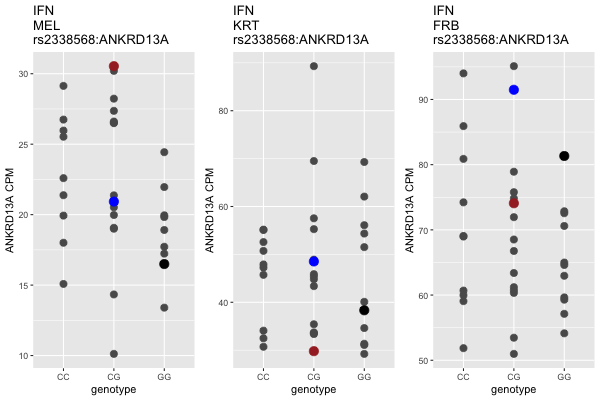 IFN
MEL
rs2338568:ANKRD13A
ANKRD13A CPM
30
25
20
15
10
CC
CG
GG
genotype
IFN
KRT
rs2338568:ANKRD13A
ANKRD13A CPM
80
60
40
CC
CG
GG
genotype
IFN
FRB
rs2338568:ANKRD13A
ANKRD13A CPM
90
80
70
60
50
CC
CG
GG
genotype